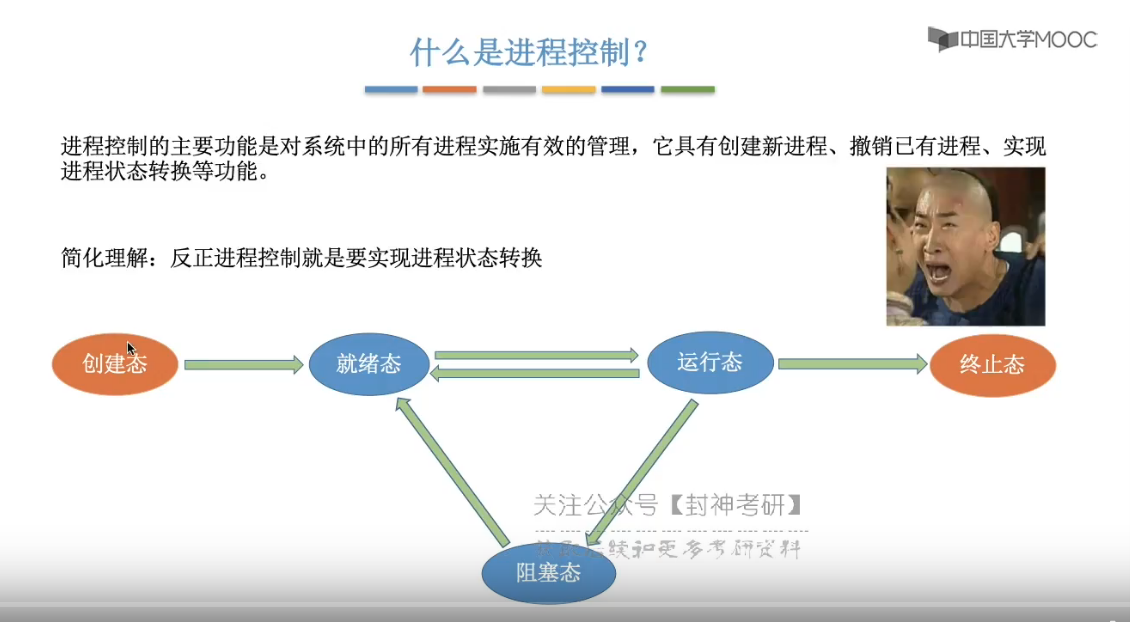 什么是进程控制?
中国大学MOOC
进程控制的主要功能是对系统中的所有进程实施有效的管理，它具有创建新进程、撤销已有进程、实现
进程状态转换等功能。
简化理解：反正进程控制就是要实现进程状态转换
创建态
就绪态
运行态
终止态
关注公众号【封神考研】
获取后续和更多考研资料
阻塞态